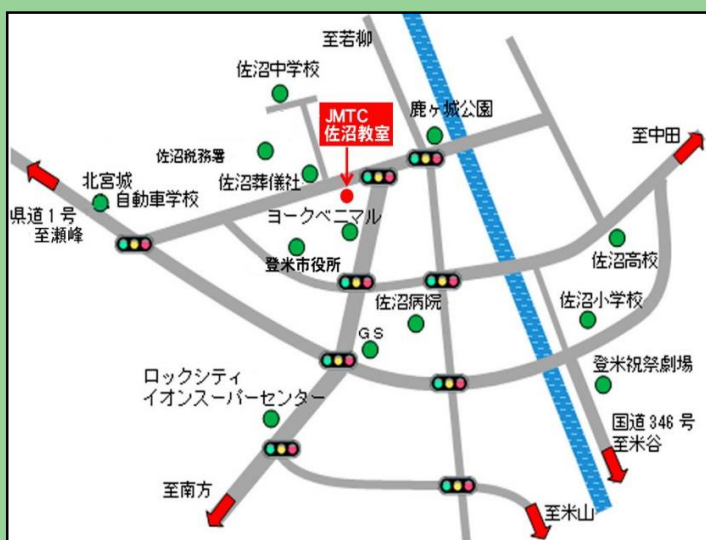 至若柳
佐沼中学校
JMTC
佐沼教室
鹿ヶ城公園
至中田
佐沼税務署
佐沼葬儀社
北宮城
自動車学校
県道1号
至瀬峰
ヨークベニマル
登米市役所
佐沼高校
佐沼病院
佐沼小学校
GS
登米祝祭劇場
ロックシティ
イオンスーパーセンター
国道346号
至米谷
至南方
至米山